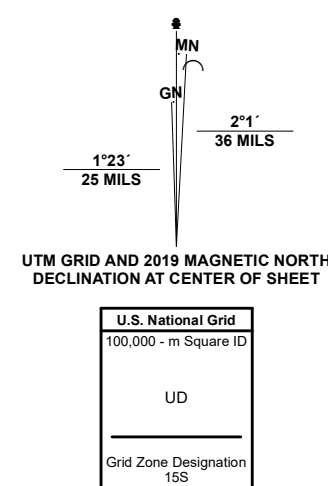 MN
GN
2°1´
36 MILS
1°23´
25 MILS
UTM GRID AND 2019 MAGNETIC NORTH
DECLINATION AT CENTER OF SHEET
U.S. National Grid
100,000 - m Square ID
UD
Grid Zone Designation
15S